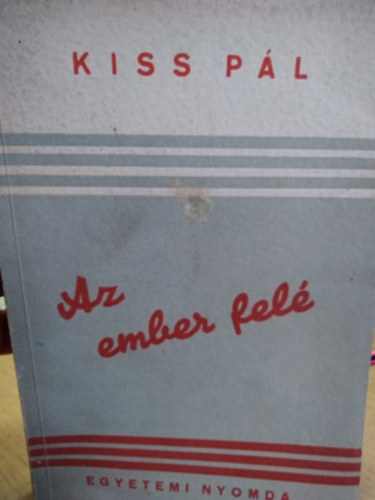 KISS PÁL
Az
ember felé
EGYETEMI NYOMDA